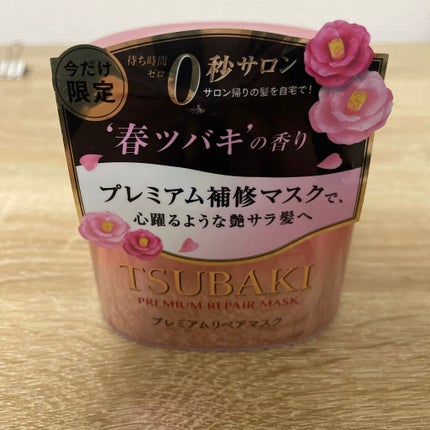 今だけ
限定
待ち時間
ゼロ
0秒サロン
サロン帰りの髪を自宅で!
'春ツバキ'の香り
プレミアム補修マスクで、
心躍るような艶サラ髪へ
TSUBAKI
PREMIUM REPAIR MASK
プレミアムリペアマスク